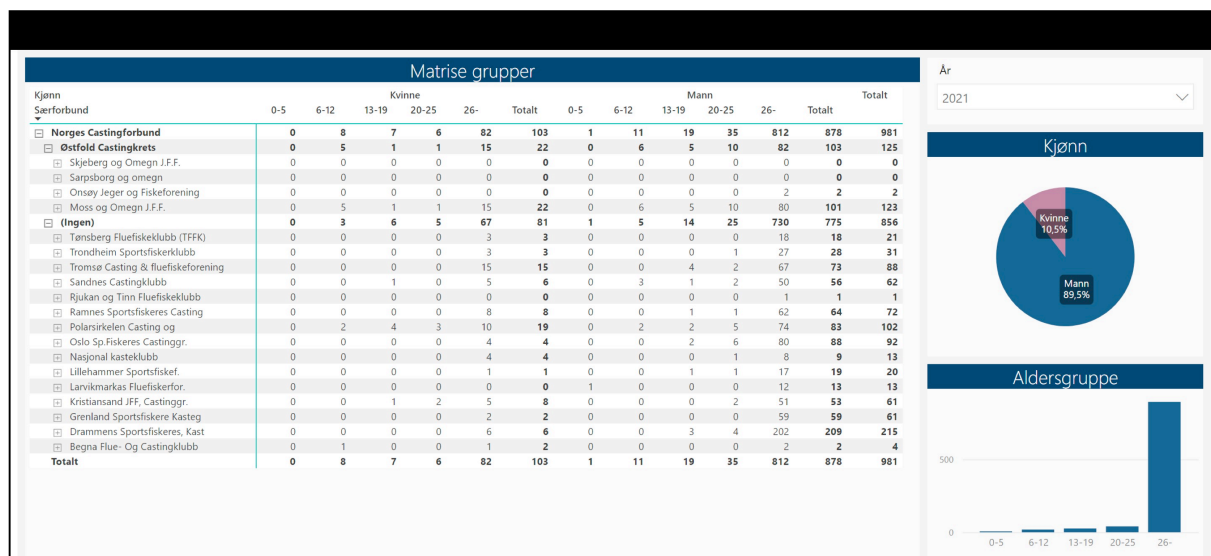 Matrise grupper
Kjønn Kvinne Mann Totalt
Særforbund 0-5 6-12 13-19 20-25 26- Totalt 0-5 6-12 13-19 20-25 26- Totalt
Norges Castingforbund 0 8 7 6 82 103 1 11 19 35 812 878 981
Østfold Castingkrets 0 5 1 1 15 22 0 6 5 10 82 103 125
Skjeberg og Omegn J.F.F. 0 0 0 0 0 0 0 0 0 0 0 0 0
Sarpsborg og omegn 0 0 0 0 0 0 0 0 0 0 0 0 0
Onsøy Jeger og Fiskeforening 0 0 0 0 0 0 0 0 0 0 2 2 2
Moss og Omegn J.F.F. 0 5 1 1 15 22 0 6 5 10 80 101 123
(Ingen) 0 3 6 5 67 81 1 5 14 25 730 775 856
Tønsberg Fluefiskeklubb (TFFK) 0 0 0 0 3 3 0 0 0 0 18 18 21
Trondheim Sportsfiskerklubb 0 0 0 0 3 3 0 0 0 1 27 28 31
Tromsø Casting & fluefiskeforening 0 0 0 0 15 15 0 0 4 2 67 73 88
Sandnes Castingklubb 0 0 1 0 5 6 0 3 1 2 50 56 62
Rjukan og Tinn Fluefiskeklubb 0 0 0 0 0 0 0 0 0 0 1 1 1
Ramnes Sportsfiskeres Casting 0 0 0 0 8 8 0 0 1 1 62 64 72
Polarsirkelen Casting og 0 2 4 3 10 19 0 2 2 5 74 83 102
Oslo Sp.Fiskeres Castinggr. 0 0 0 0 4 4 0 0 2 6 80 88 92
Nasjonal kasteklubb 0 0 0 0 4 4 0 0 0 1 8 9 13
Lillehammer Sportsfiskef. 0 0 0 0 1 1 0 0 1 1 17 19 20
Larvikmarkas Fluefiskerfor. 0 0 0 0 0 0 1 0 0 0 12 13 13
Kristiansand JFF, Castinggr. 0 0 1 2 5 8 0 0 0 2 51 53 61
Grenland Sportsfiskere Kasteg 0 0 0 0 2 2 0 0 0 0 59 59 61
Drammens Sportsfiskeres, Kast 0 0 0 0 6 6 0 0 3 4 202 209 215
Begna Flue- Og Castingklubb 0 1 0 0 1 2 0 0 0 0 2 2 4
Totalt 0 8 7 6 82 103 1 11 19 35 812 878 981
År
2021
Kjønn
Kvinne
10,5%
Mann
89,5%
Aldersgruppe
500
0
0-5 6-12 13-19 20-25 26-